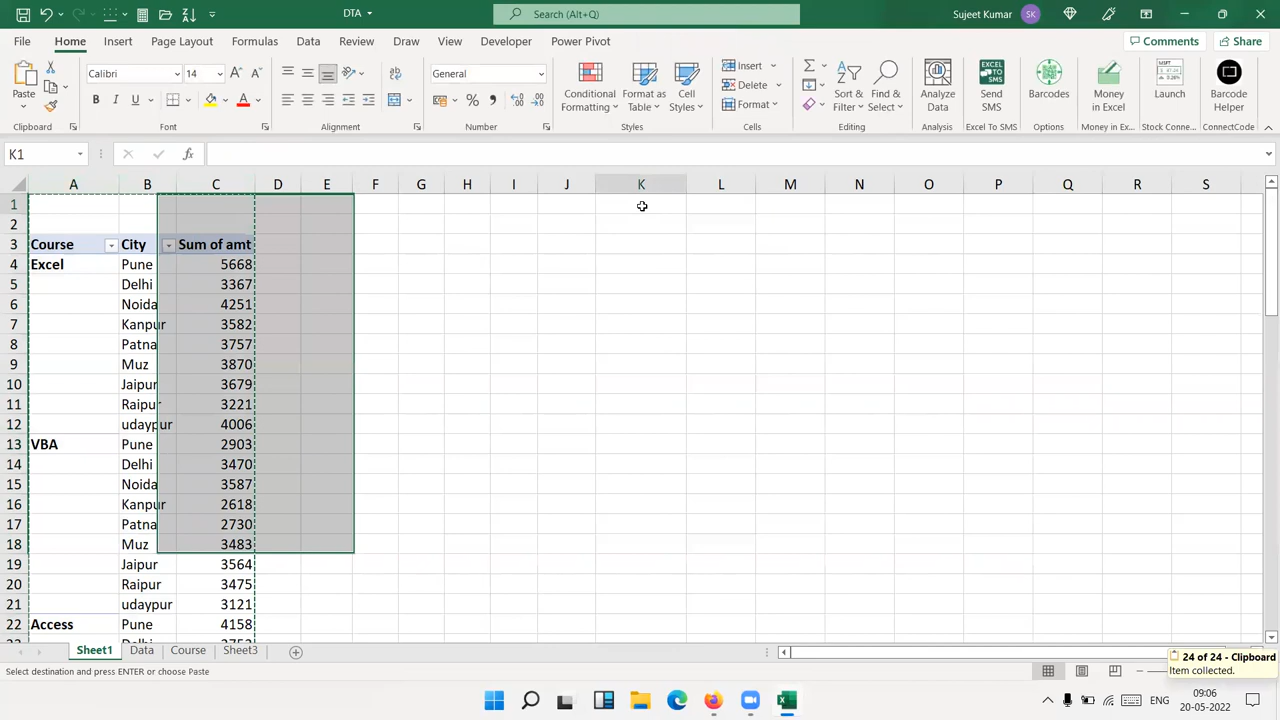 DTA
Search (Alt+Q)
Sujeet Kumar SK
File Home Insert Page Layout Formulas Data Review View Draw Developer Power Pivot Comments Share
Paste
Calibri 14
B I U
General
Conditional Formatting
Format as Table
Cell Styles
Insert
Delete
Format
Sort & Filter
Find & Select
Analyze Data
Send SMS
Barcodes
Money in Excel
Launch
Barcode Helper
Clipboard Font Alignment Number Styles Cells Editing Analysis Excel To SMS Options Money in Ex... Stock Connec... ConnectCode
K1 fx
A B C D E F G H I J K L M N O P Q R S
1
2
3 Course City Sum of amt
4 Excel Pune 5668
5 Delhi 3367
6 Noida 4251
7 Kanpur 3582
8 Patna 3757
9 Muz 3870
10 Jaipur 3679
11 Raipur 3221
12 udaypur 4006
13 VBA Pune 2903
14 Delhi 3470
15 Noida 3587
16 Kanpur 2618
17 Patna 2730
18 Muz 3483
19 Jaipur 3564
20 Raipur 3475
21 udaypur 3121
22 Access Pune 4158
Sheet1 Data Course Sheet3
24 of 24 - Clipboard
Item collected.
Select destination and press ENTER or choose Paste
ENG
09:06
20-05-2022